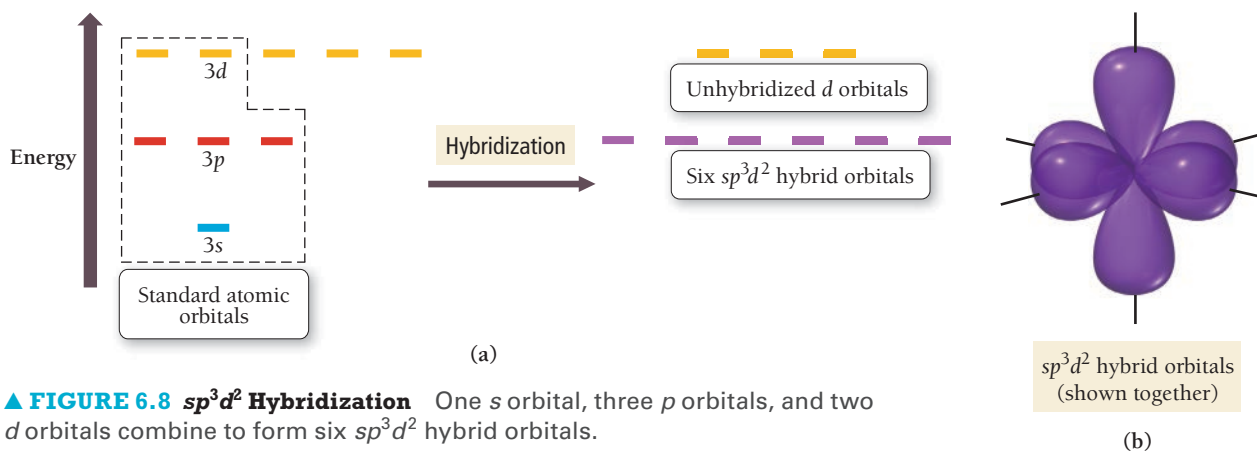 3d
3p
3s
Energy
Standard atomic
orbitals
Hybridization
Unhybridized d orbitals
Six sp³d² hybrid orbitals
(a)
sp³d² hybrid orbitals
(shown together)
(b)
▲ FIGURE 6.8 sp³d² Hybridization One s orbital, three p orbitals, and two
d orbitals combine to form six sp³d² hybrid orbitals.